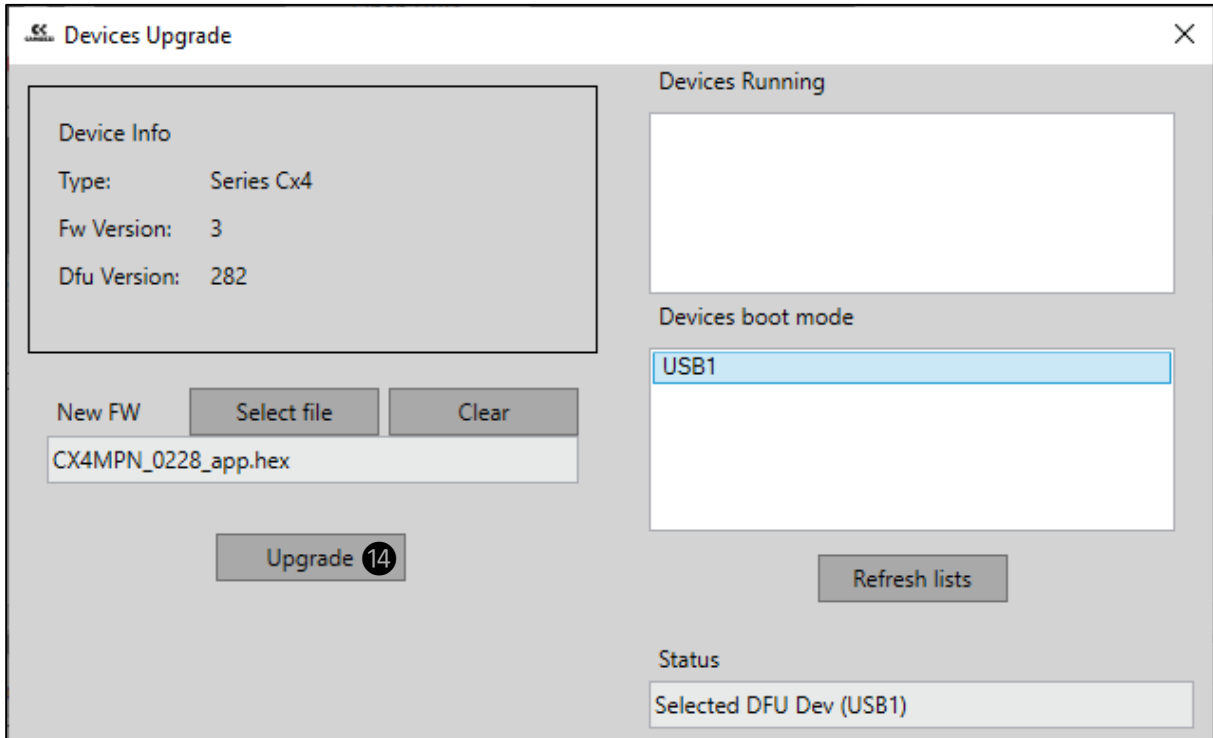 Devices Upgrade
Device Info
Type: Series Cx4
Fw Version: 3
Dfu Version: 282
New FW Select file Clear
CX4MPN_0228_app.hex
Upgrade 14
Devices Running
Devices boot mode
USB1
Refresh lists
Status
Selected DFU Dev (USB1)